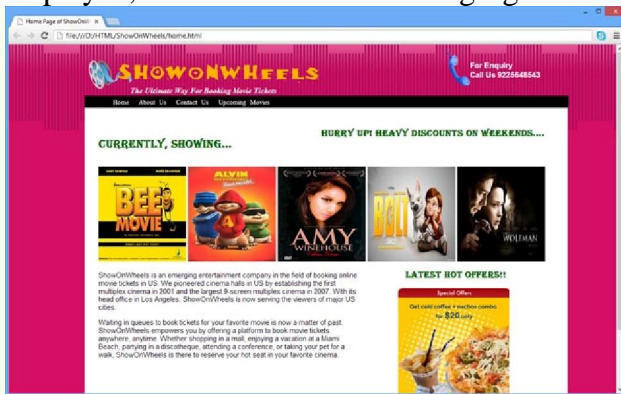 Home Page of ShowOnWh
file:///D:/HTML/ShowOnWheels/home.html
SHOWONWHEELS
The Ultimate Way For Booking Movie Tickets
For Enquiry
Call Us 9225648543
Home About Us Contact Us Upcoming Movies
HURRY UP! HEAVY DISCOUNTS ON WEEKENDS....
CURRENTLY, SHOWING...
BEE
MOVIE
ALVIN
AMY
WINEHOUSE
BOLT
WOLFMAN
ShowOnWheels is an emerging entertainment company in the field of booking online
movie tickets in US. We pioneered cinema halls in US by establishing the first
multiplex cinema in 2001 and the largest 9-screen multiplex cinema in 2007. With its
head office in Los Angeles. ShowOnWheels is now serving the viewers of major US
cities.
Waiting in queues to book tickets for your favorite movie is now a matter of past.
ShowOnWheels empowers you by offering a platform to book movie tickets
anywhere, anytime. Whether shopping in a mall, enjoying a vacation at a Miami
Beach, partying in a discotheque, attending a conference, or taking your pet for a
walk, ShowOnWheels is there to reserve your hot seat in your favorite cinema.
LATEST HOT OFFERS!!
Special Offers
Get cold coffee + nachos combo
for $20 only